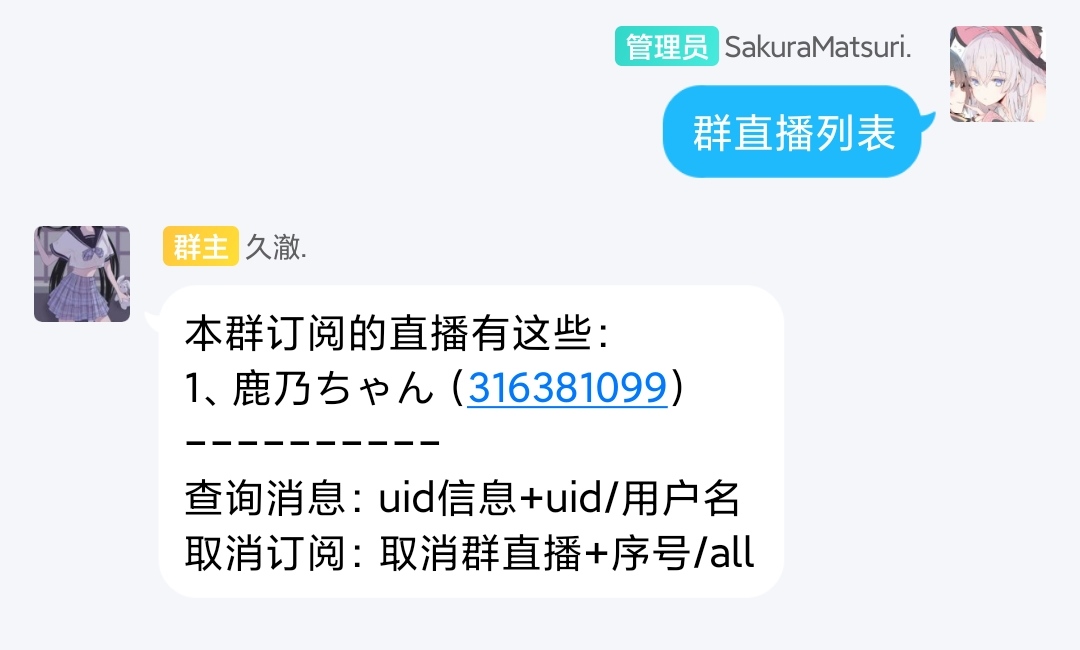 管理员 SakuraMatsuri.
群直播列表
群主 久澈.
本群订阅的直播有这些：
1、鹿乃ちゃん（316381099）
----------
查询消息：uid信息+uid/用户名
取消订阅：取消群直播+序号/all